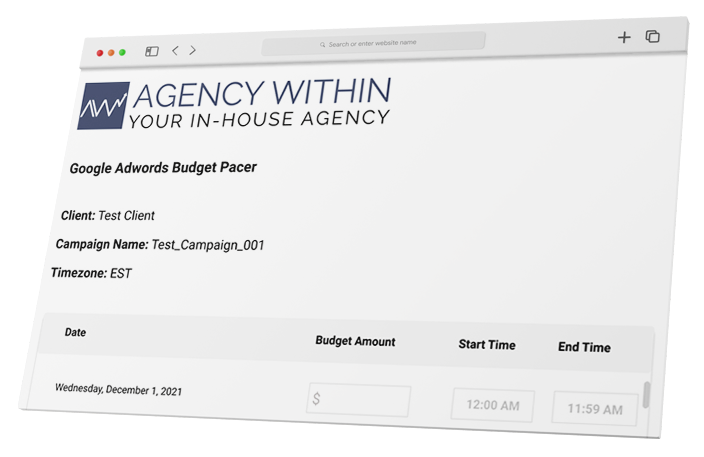 Search or enter website name
AW
AGENCY WITHIN
YOUR IN-HOUSE AGENCY
Google Adwords Budget Pacer
Client: Test Client
Campaign Name: Test_Campaign_001
Timezone: EST
Date Budget Amount Start Time End Time
Wednesday, December 1, 2021 $ 12:00 AM 11:59 AM